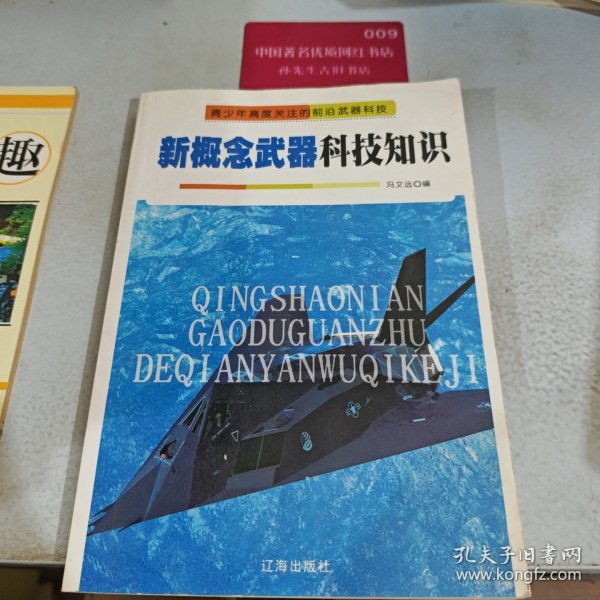 009
中国著名优质网红书店
孙先生古旧书店
趣
青少年高度关注的前沿武器科技
新概念武器科技知识
冯文远〇编
QINGSHAONIAN
GAODUGUANZHU
DEQIANYANWUQIKEJI
辽海出版社
孔夫子旧书网
www.kongfz.com